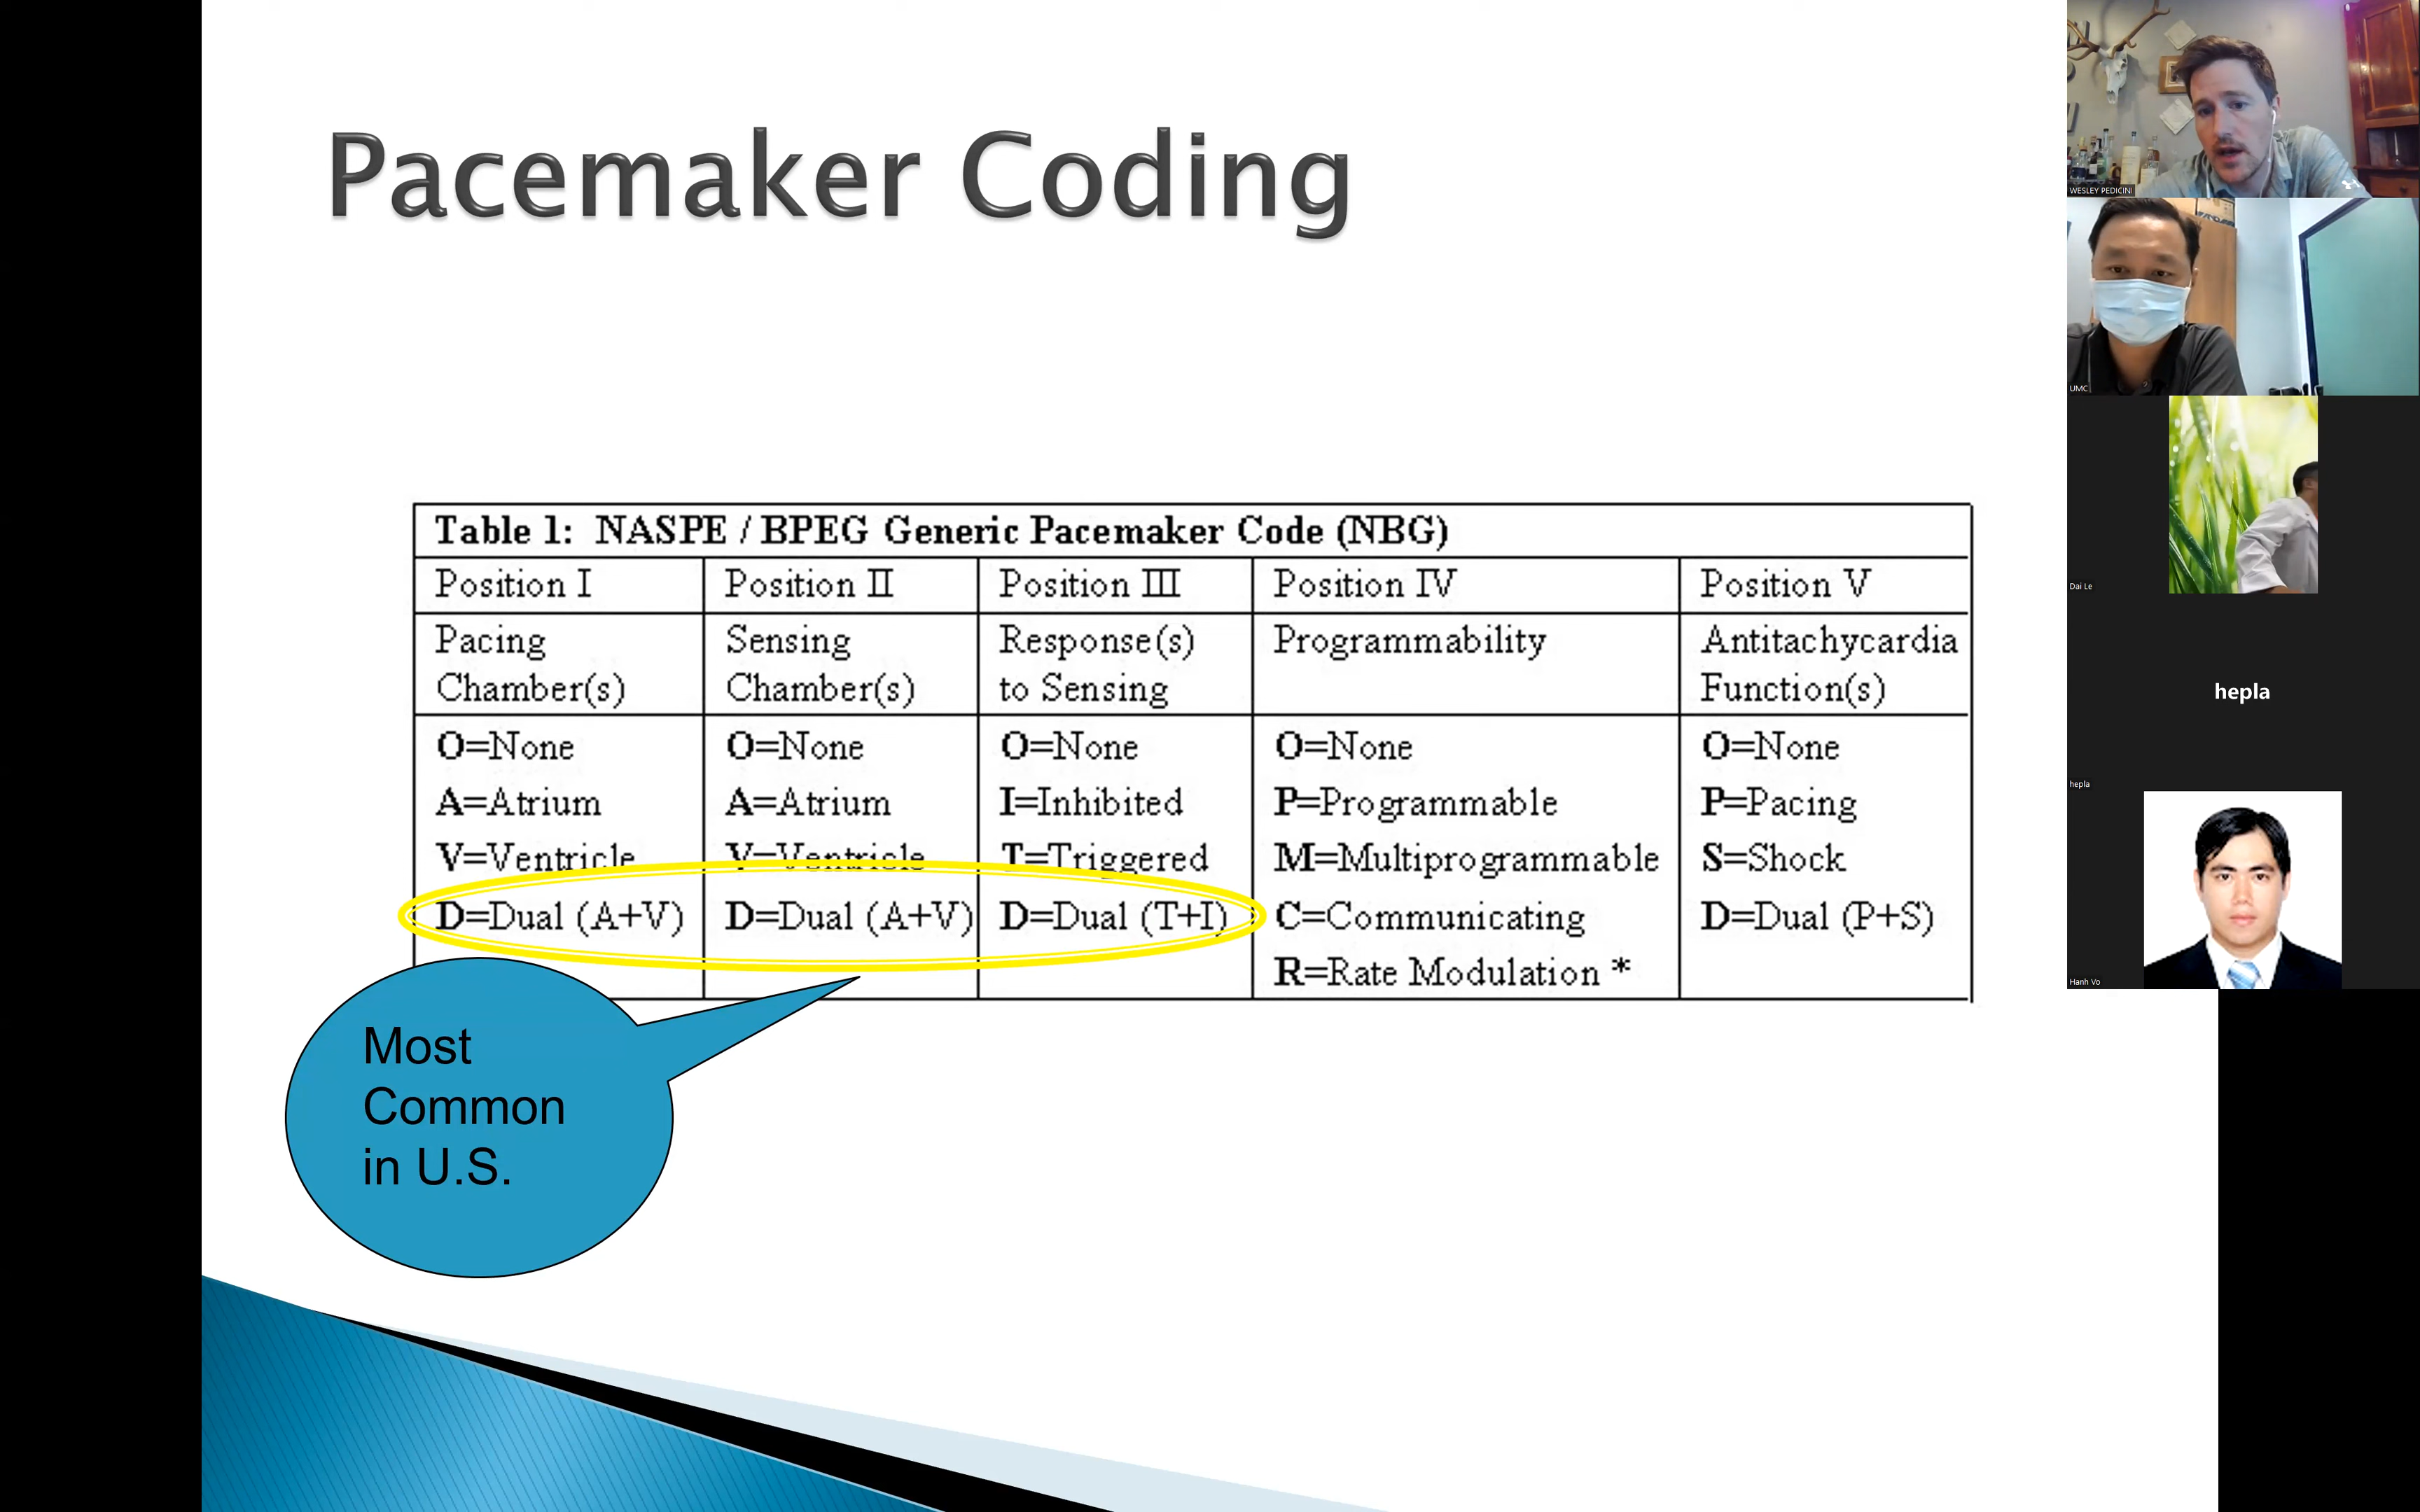 Pacemaker Coding
Table 1: NASPE / BPEG Generic Pacemaker Code (NBG)
Position I
Position II
Position III
Position IV
Position V
Pacing
Chamber(s)
Sensing
Chamber(s)
Response(s)
to Sensing
Programmability
Antitachycardia
Function(s)
O=None
A=Atrium
V=Ventricle
D=Dual (A+V)
O=None
A=Atrium
V=Ventricle
D=Dual (A+V)
O=None
I=Inhibited
T=Triggered
D=Dual (T+I)
O=None
P=Programmable
M=Multiprogrammable
C=Communicating
R=Rate Modulation *
O=None
P=Pacing
S=Shock
D=Dual (P+S)
Most
Common
in U.S.
WESLEY PEDICINI
UMC
Dai Le
hepla
hepla
Hanh Vo